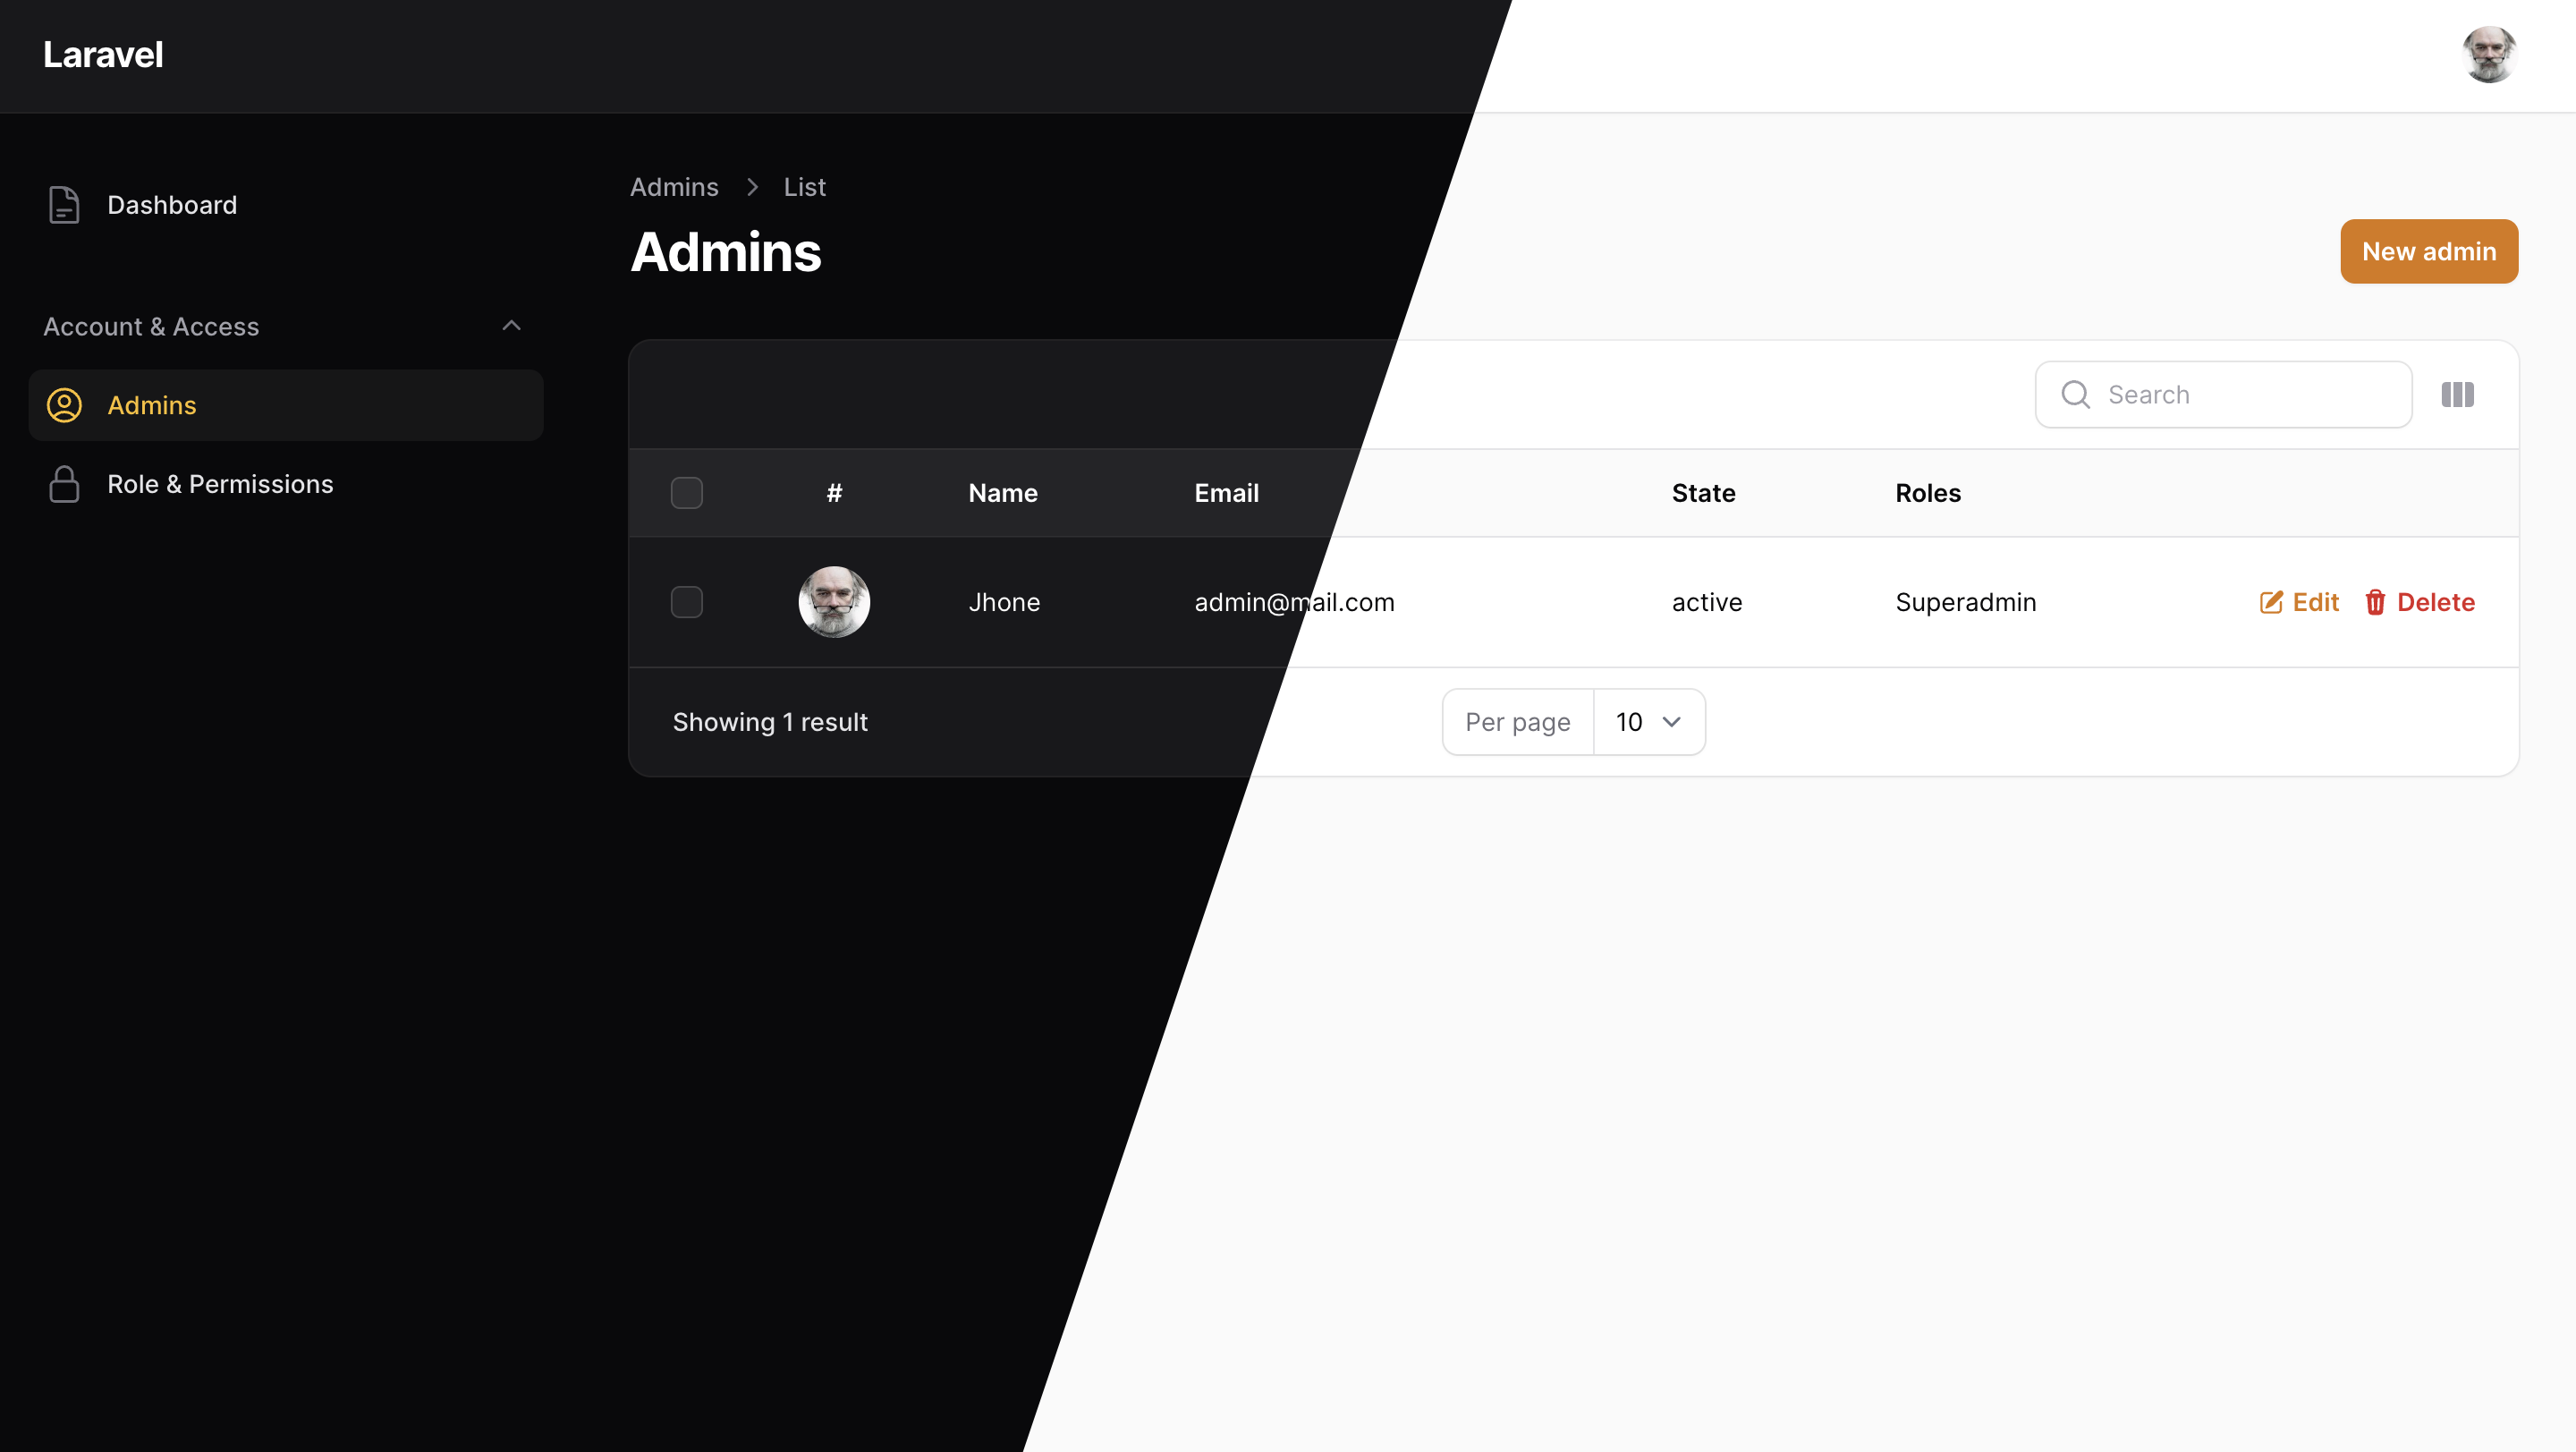 Laravel
Dashboard
Account & Access
Admins
Role & Permissions
Admins > List
Admins
New admin
Search
# Name Email State Roles
Jhone admin@mail.com active Superadmin Edit Delete
Showing 1 result Per page 10